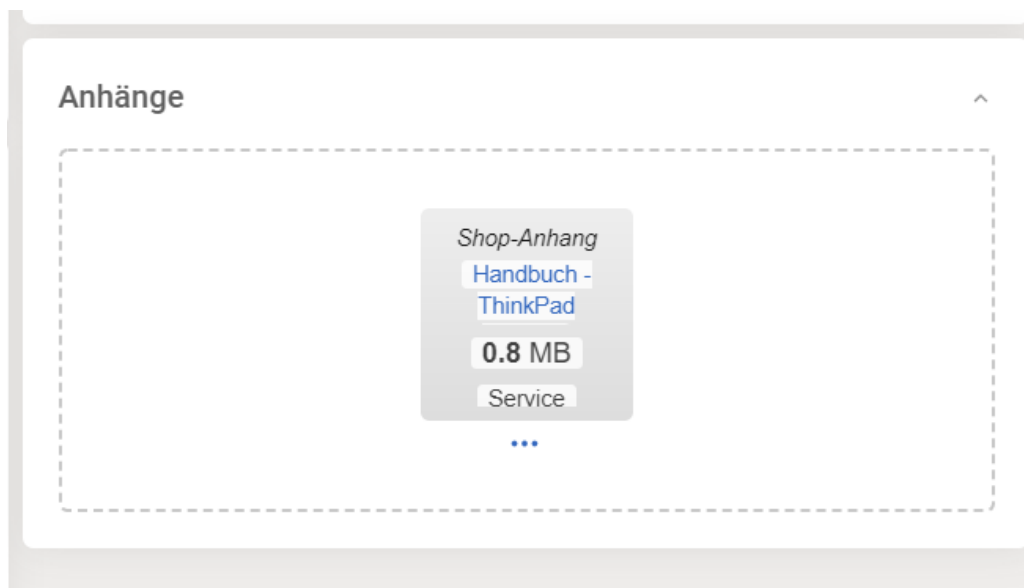 Anhänge
Shop-Anhang
Handbuch -
ThinkPad
0.8 MB
Service